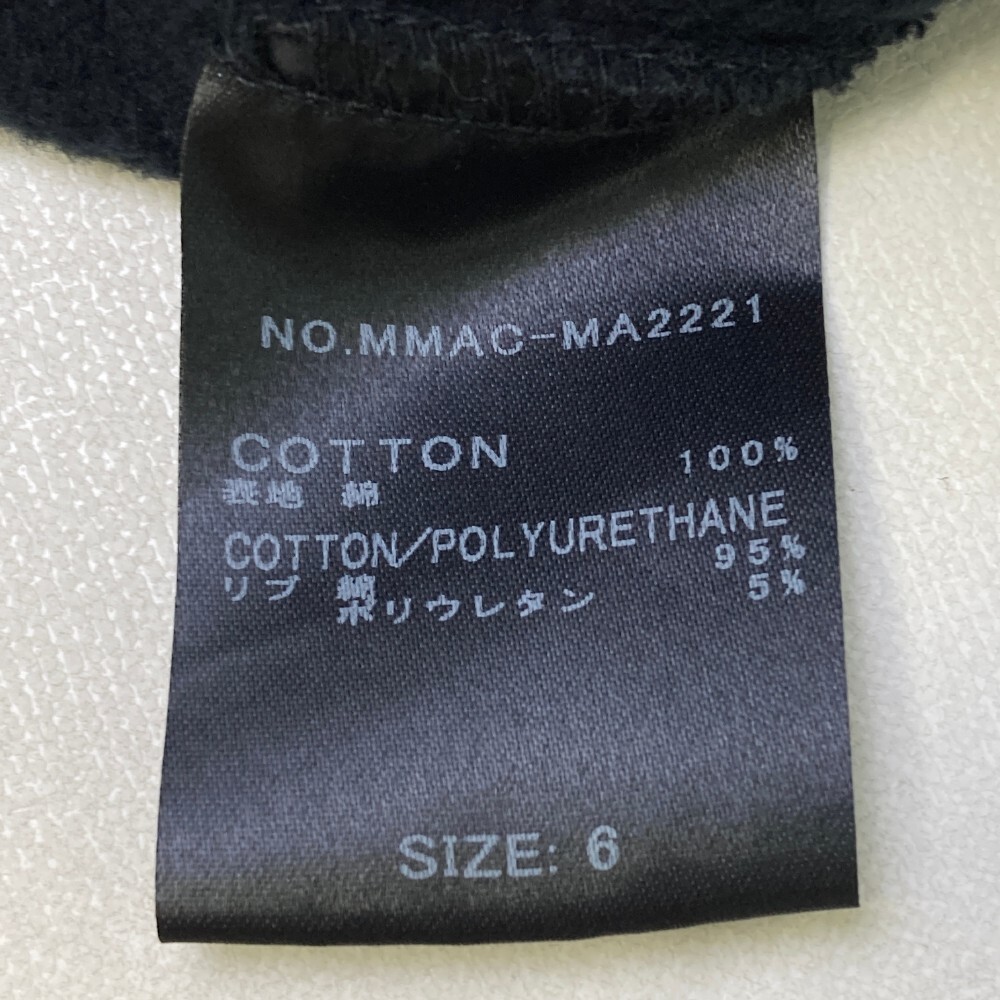 NO.MMAC-MA2221
COTTON 100%
表地 綿
COTTON/POLYURETHANE
リブ 綿 95%
ポリウレタン 5%
SIZE: 6